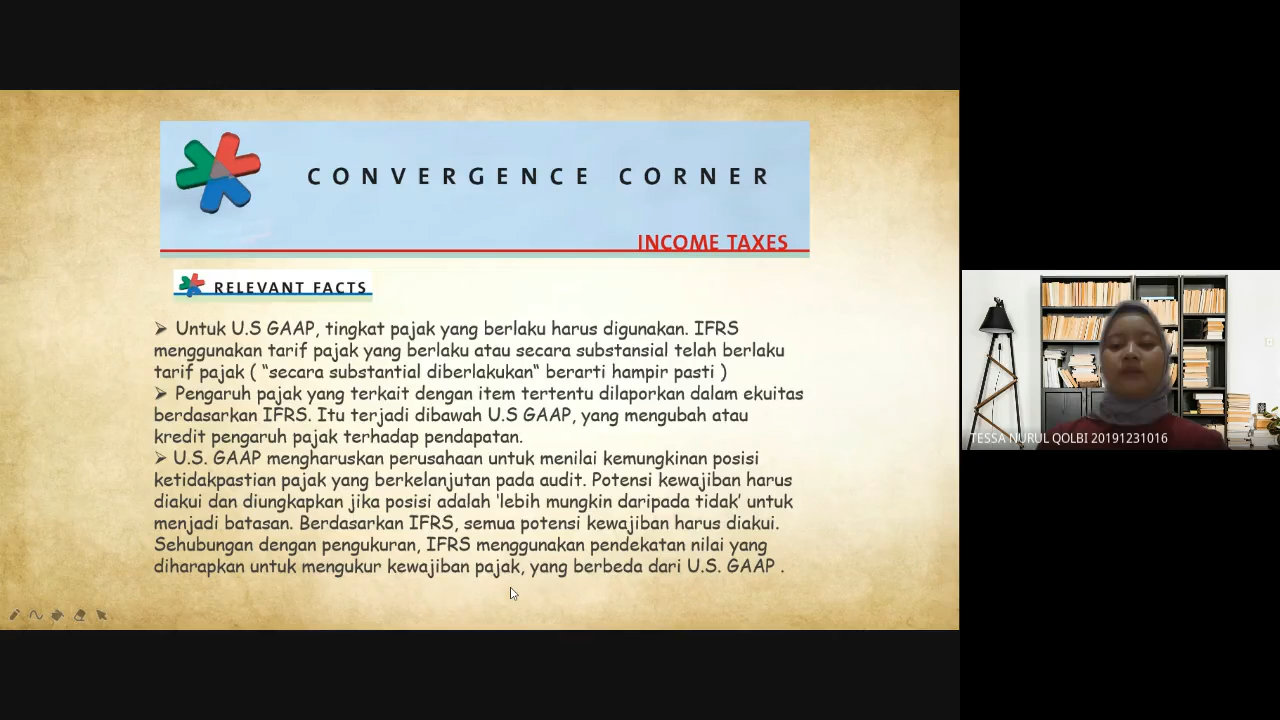 CONVERGENCE CORNER
INCOME TAXES
RELEVANT FACTS
➢ Untuk U.S GAAP, tingkat pajak yang berlaku harus digunakan. IFRS
menggunakan tarif pajak yang berlaku atau secara substansial telah berlaku
tarif pajak ( “secara substantial diberlakukan“ berarti hampir pasti )
➢ Pengaruh pajak yang terkait dengan item tertentu dilaporkan dalam ekuitas
berdasarkan IFRS. Itu terjadi dibawah U.S GAAP, yang mengubah atau
kredit pengaruh pajak terhadap pendapatan.
➢ U.S. GAAP mengharuskan perusahaan untuk menilai kemungkinan posisi
ketidakpastian pajak yang berkelanjutan pada audit. Potensi kewajiban harus
diakui dan diungkapkan jika posisi adalah ‘lebih mungkin daripada tidak’ untuk
menjadi batasan. Berdasarkan IFRS, semua potensi kewajiban harus diakui.
Sehubungan dengan pengukuran, IFRS menggunakan pendekatan nilai yang
diharapkan untuk mengukur kewajiban pajak, yang berbeda dari U.S. GAAP .
TESSA NURUL QOLBI 20191231016